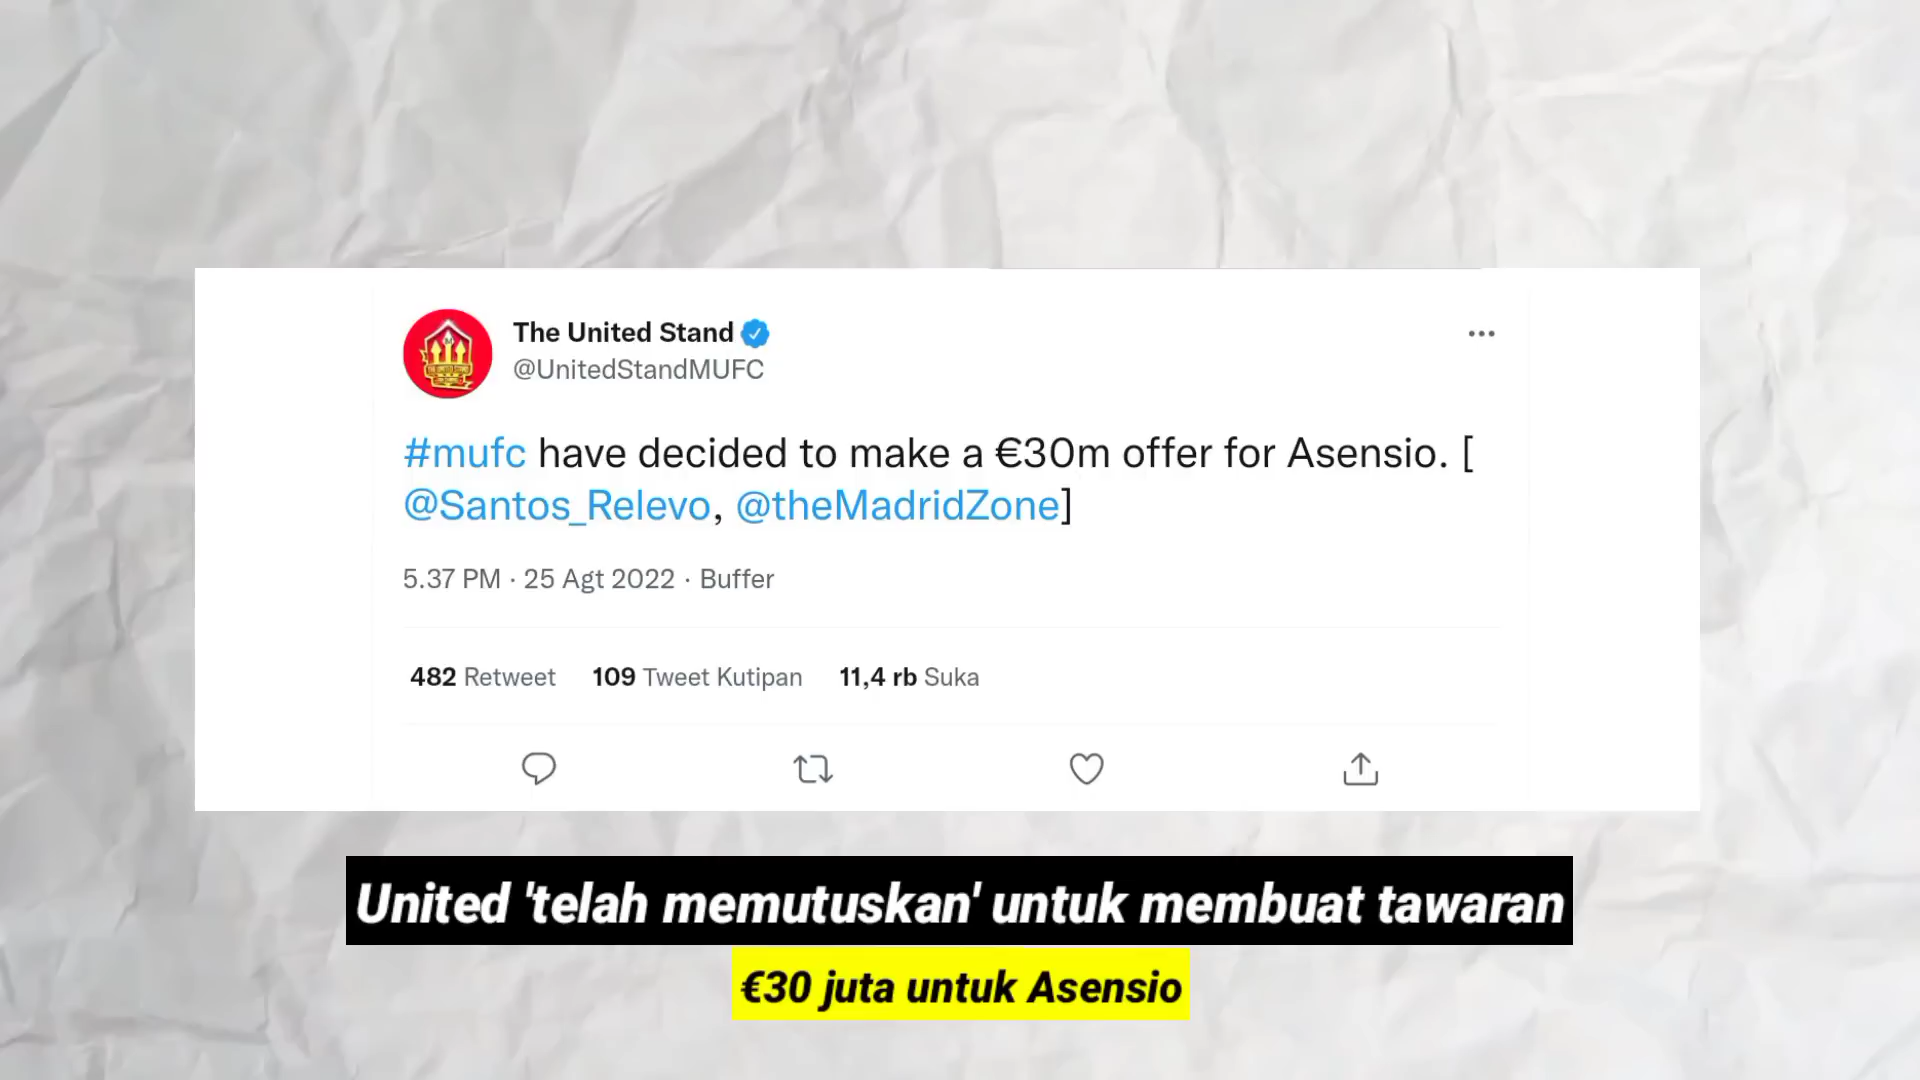 The United Stand
@UnitedStandMUFC
#mufc have decided to make a €30m offer for Asensio. [
@Santos_Relevo, @theMadridZone]
5.37 PM · 25 Agt 2022 · Buffer
482 Retweet 109 Tweet Kutipan 11,4 rb Suka
United 'telah memutuskan' untuk membuat tawaran
€30 juta untuk Asensio